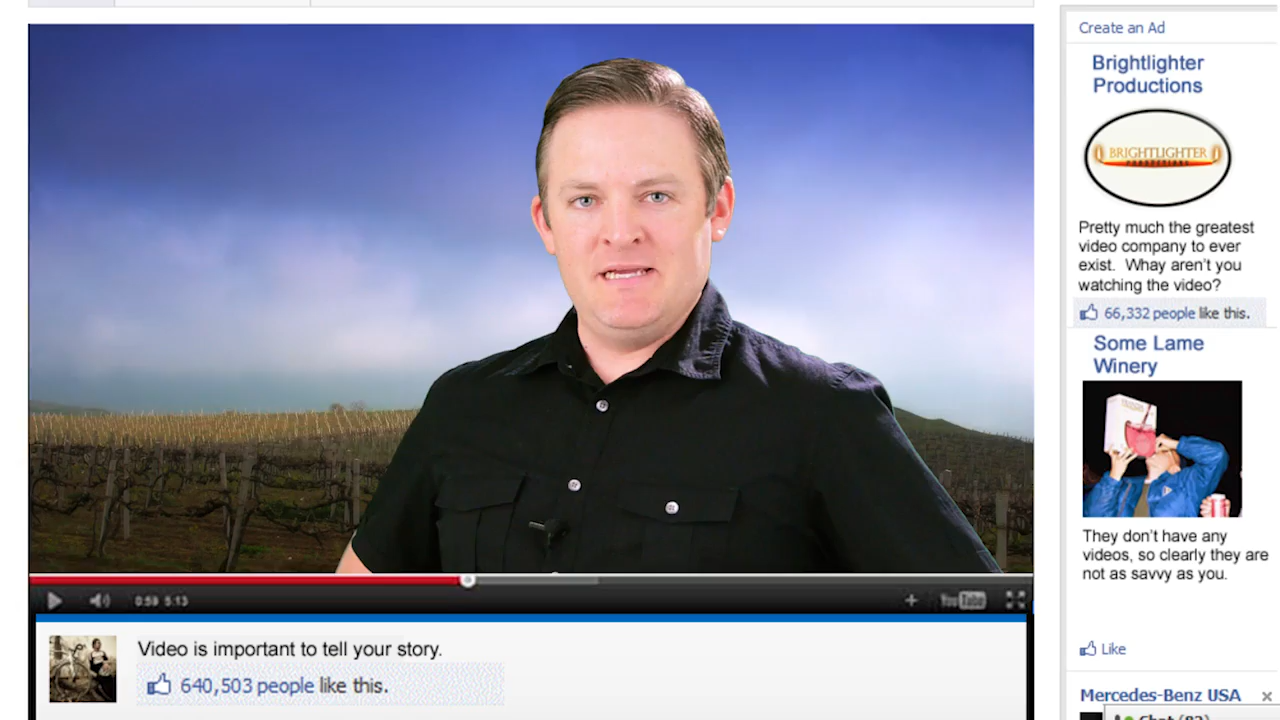 0:59 5:13
YouTube
Video is important to tell your story.
640,503 people like this.
Create an Ad
Brightlighter
Productions
BRIGHTLIGHTER
PRODUCTIONS
Pretty much the greatest
video company to ever
exist. Whay aren't you
watching the video?
66,332 people like this.
Some Lame
Winery
They don't have any
videos, so clearly they are
not as savvy as you.
Like
Mercedes-Benz USA x
Chat (82)